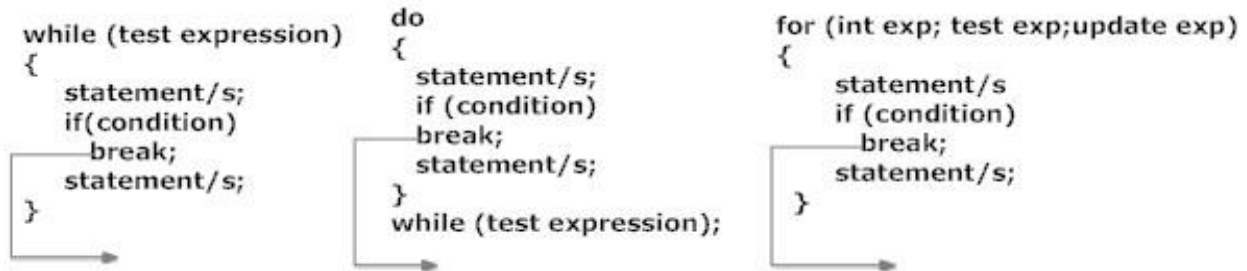 while (test expression)
{
statement/s;
if(condition)
break;
statement/s;
}
do
{
statement/s;
if (condition)
break;
statement/s;
}
while (test expression);
for (int exp; test exp;update exp)
{
statement/s
if (condition)
break;
statement/s;
}